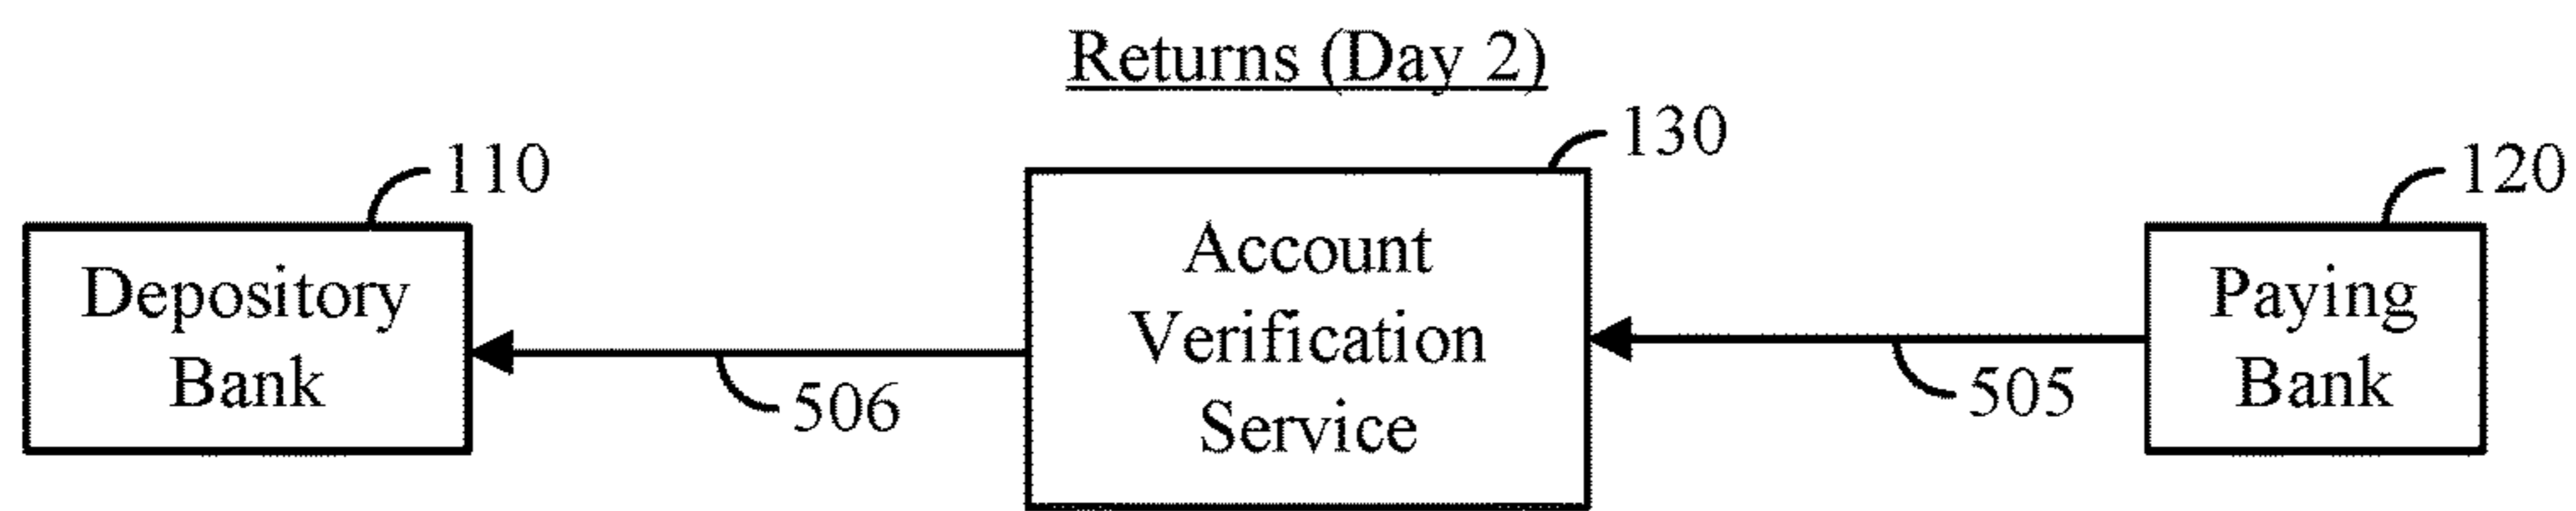 Returns (Day 2)
130
110
120
Depository
Bank
Account
Verification
Service
Paying
Bank
506
505